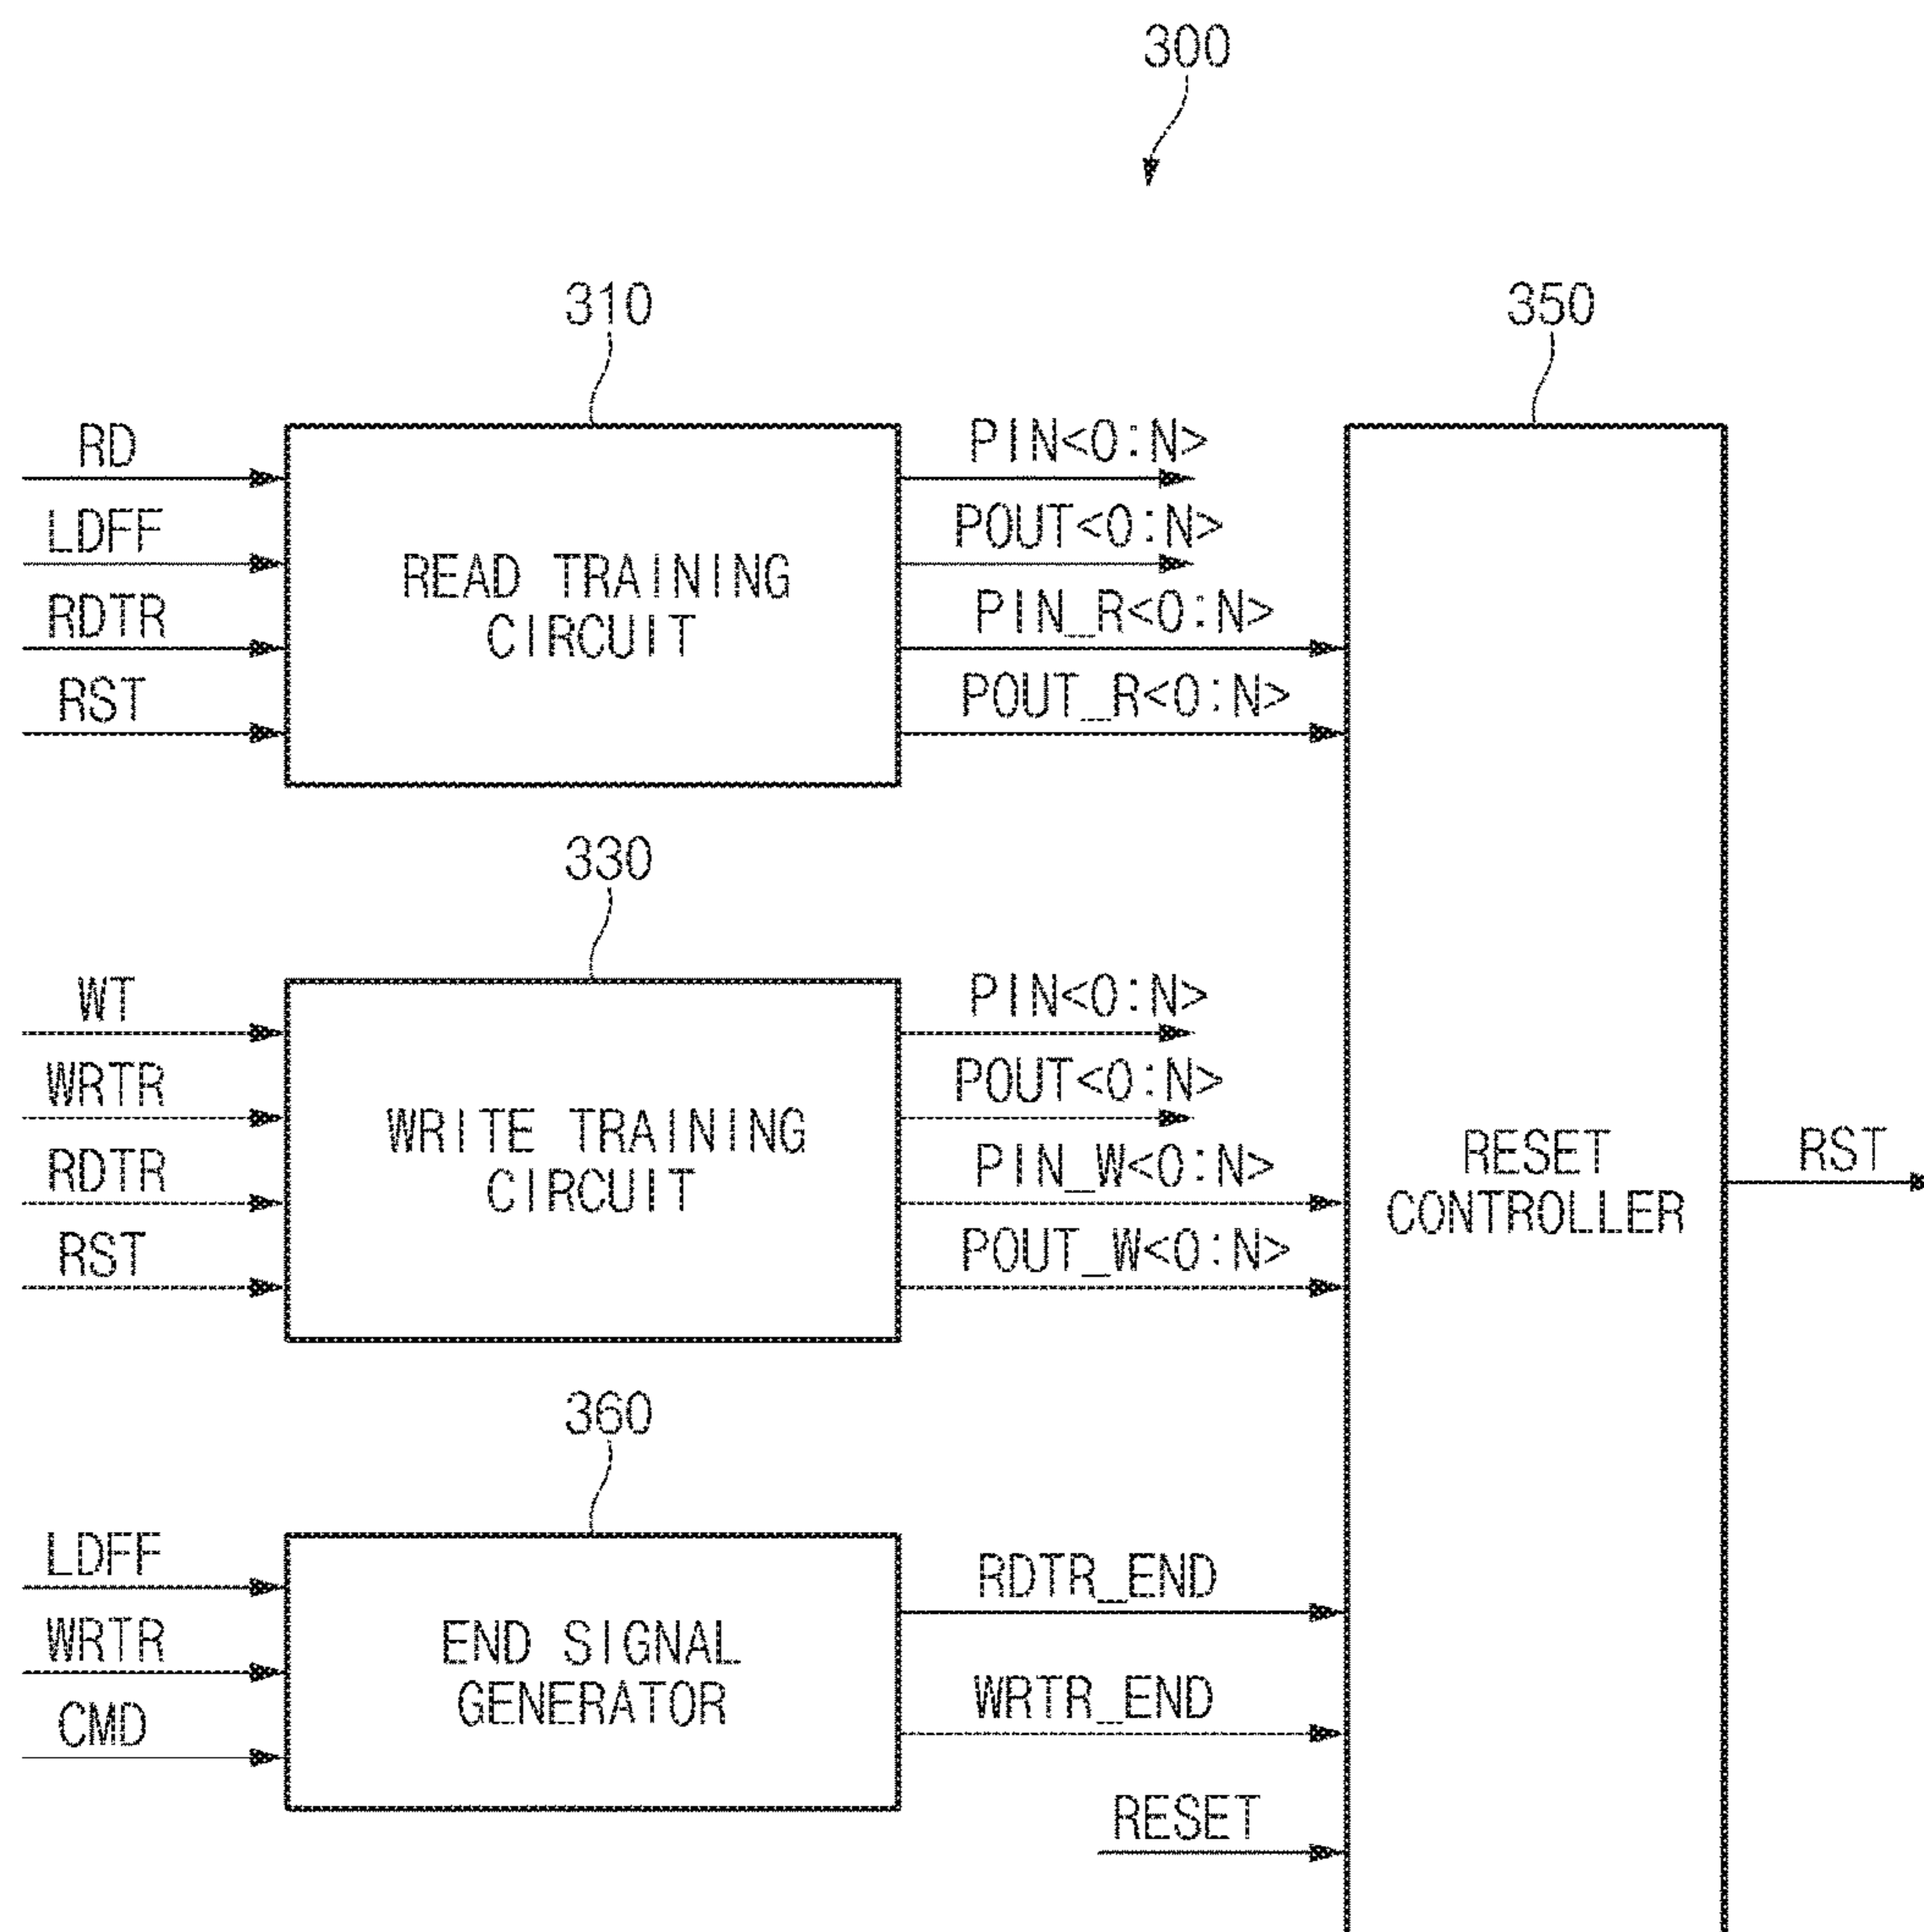 300
310
350
RD
LDFF
RDTR
RST
READ TRAINING
CIRCUIT
PIN<0:N>
POUT<0:N>
PIN_R<0:N>
POUT_R<0:N>
330
WT
WRTR
RDTR
RST
WRITE TRAINING
CIRCUIT
PIN<0:N>
POUT<0:N>
PIN_W<0:N>
POUT_W<0:N>
RESET
CONTROLLER
RST
360
LDFF
WRTR
CMD
END SIGNAL
GENERATOR
RDTR_END
WRTR_END
RESET